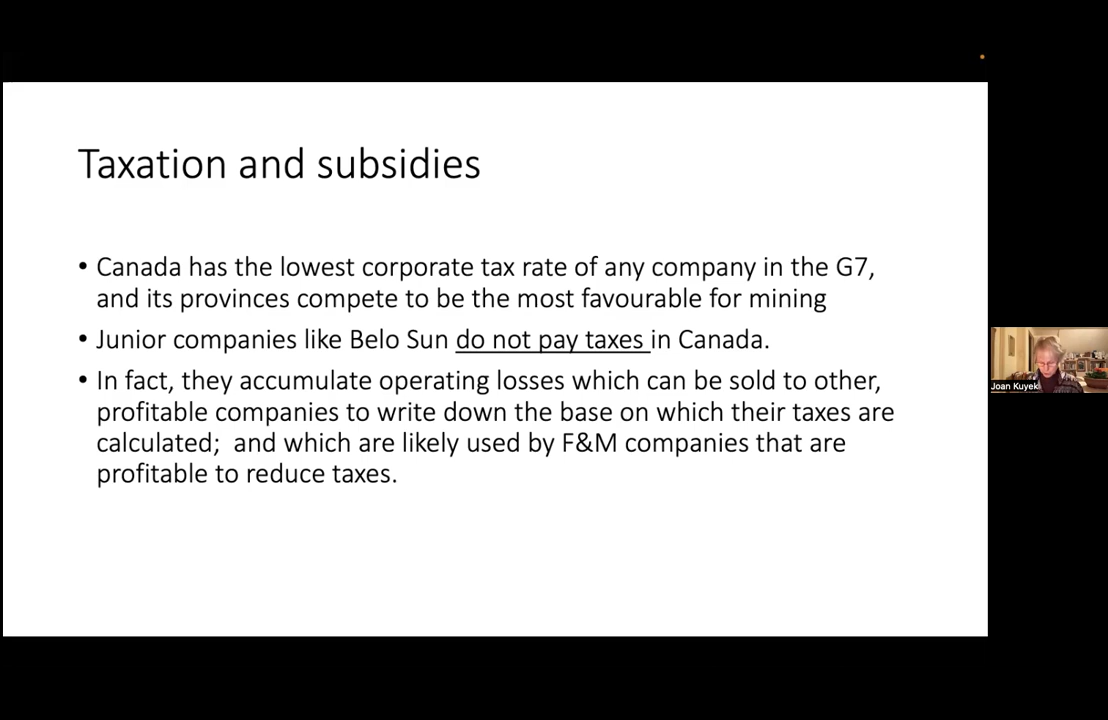 Taxation and subsidies
• Canada has the lowest corporate tax rate of any company in the G7,
and its provinces compete to be the most favourable for mining
• Junior companies like Belo Sun do not pay taxes in Canada.
• In fact, they accumulate operating losses which can be sold to other,
profitable companies to write down the base on which their taxes are
calculated;  and which are likely used by F&M companies that are
profitable to reduce taxes.
Joan Kuyek